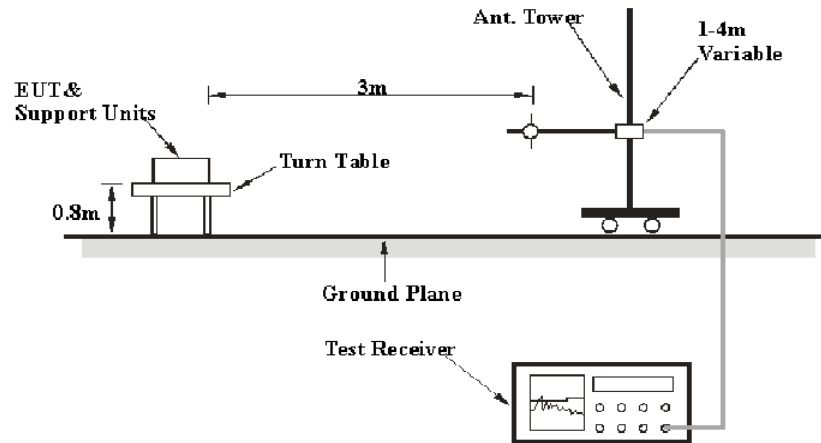 Ant. Tower
1-4m
Variable
EUT&
Support Units
3m
Turn Table
0.8m
Ground Plane
Test Receiver